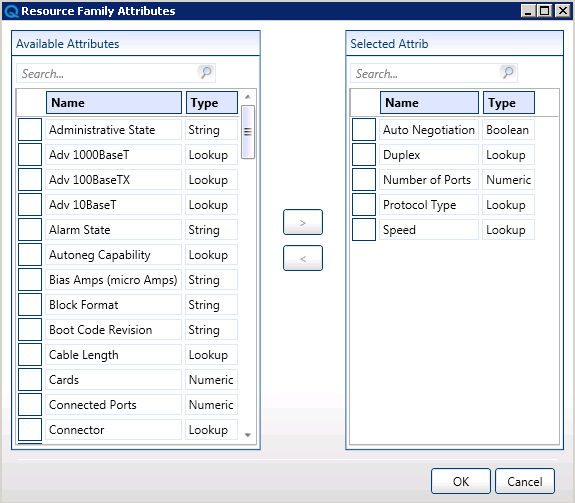 Resource Family Attributes
Available Attributes
Search...
Name Type
Administrative State String
Adv 1000BaseT Lookup
Adv 100BaseTX Lookup
Adv 10BaseT Lookup
Alarm State String
Autoneg Capability Lookup
Bias Amps (micro Amps) String
Block Format String
Boot Code Revision String
Cable Length Lookup
Cards Numeric
Connected Ports Numeric
Connector Lookup
>
<
Selected Attrib
Search...
Name Type
Auto Negotiation Boolean
Duplex Lookup
Number of Ports Numeric
Protocol Type Lookup
Speed Lookup
OK Cancel